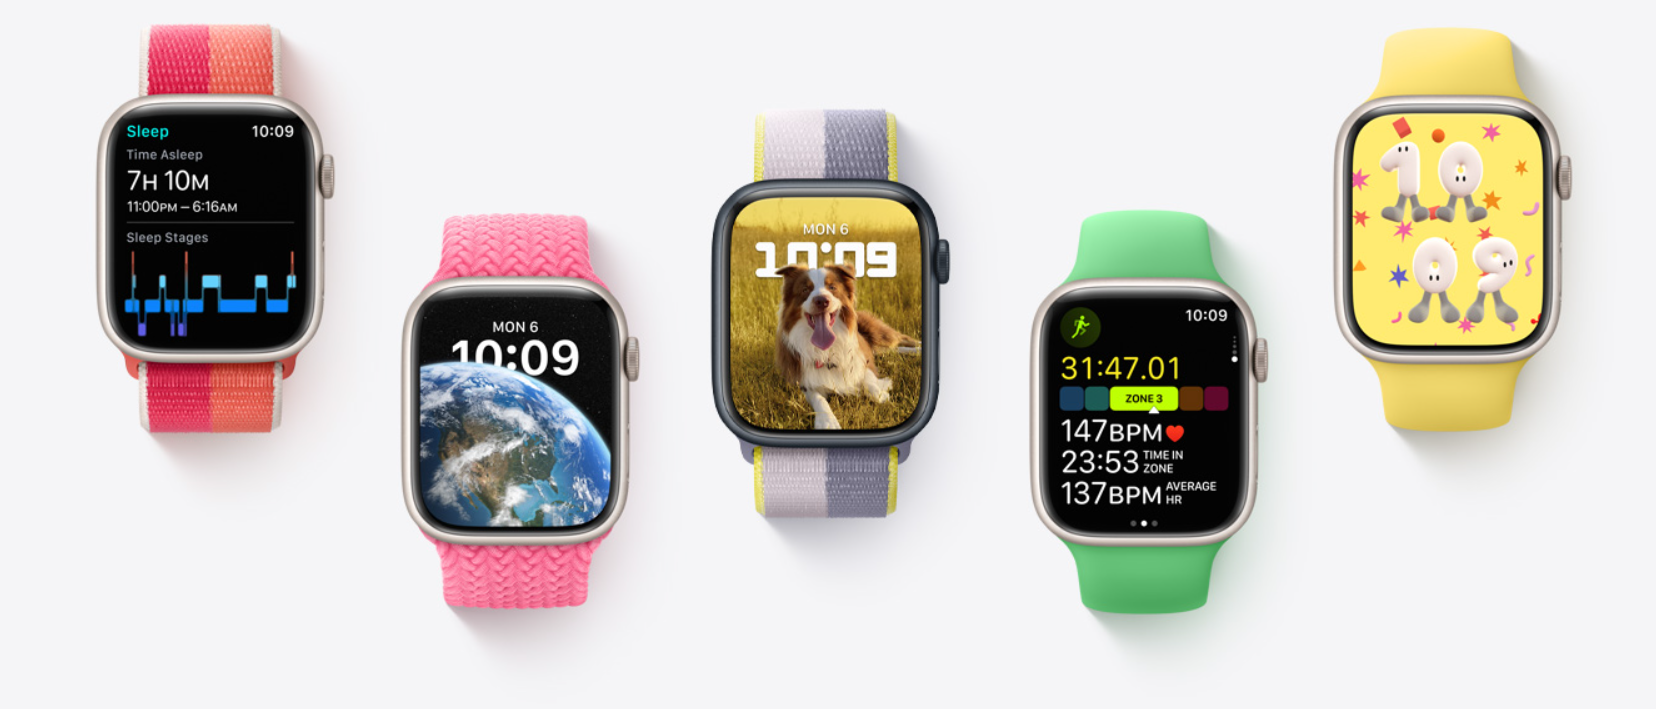 Sleep 10:09
Time Asleep
7H 10M
11:00PM – 6:16AM
Sleep Stages
MON 6
10:09
MON 6
10:09
10:09
31:47.01
ZONE 3
147BPM
23:53 TIME IN
ZONE
137BPM AVERAGE
HR
10
09